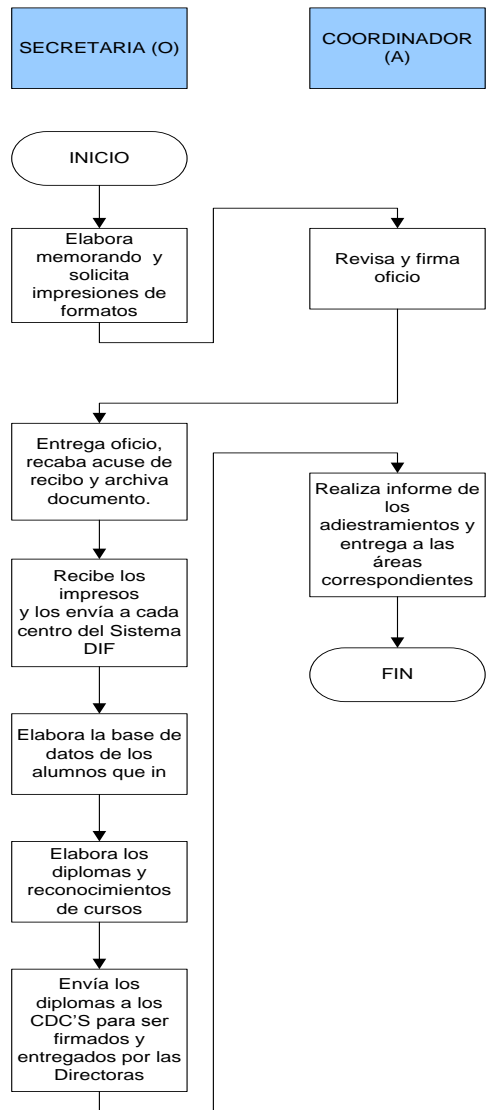 SECRETARIA (O)
COORDINADOR
(A)
INICIO
Elabora
memorando y
solicita
impresiones de
formatos
Revisa y firma
oficio
Entrega oficio,
recaba acuse de
recibo y archiva
documento.
Recibe los
impresos
y los envía a cada
centro del Sistema
DIF
Elabora la base de
datos de los
alumnos que in
Elabora los
diplomas y
reconocimientos
de cursos
Envía los
diplomas a los
CDC'S para ser
firmados y
entregados por las
Directoras
Realiza informe de
los
adiestramientos y
entrega a las
áreas
correspondientes
FIN